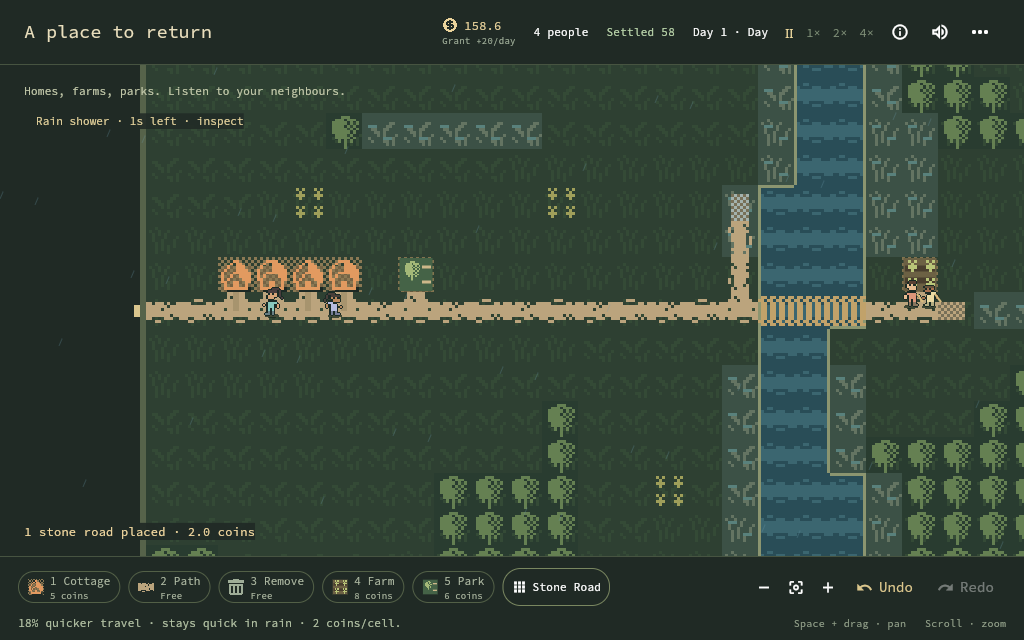 A place to return
158.6
Grant +20/day
4 people
Settled 58
Day 1 · Day
II
1×
2×
4×
Homes, farms, parks. Listen to your neighbours.
Rain shower · 1s left · inspect
1 stone road placed · 2.0 coins
1 Cottage
5 coins
2 Path
Free
3 Remove
Free
4 Farm
8 coins
5 Park
6 coins
Stone Road
Undo
Redo
18% quicker travel · stays quick in rain · 2 coins/cell.
Space + drag · pan
Scroll · zoom